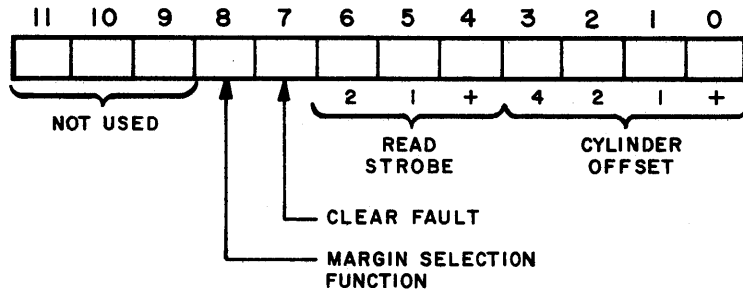 11 10 9 8 7 6 5 4 3 2 1 0
2 1 + 4 2 1 +
NOT USED
READ STROBE
CYLINDER OFFSET
CLEAR FAULT
MARGIN SELECTION
FUNCTION